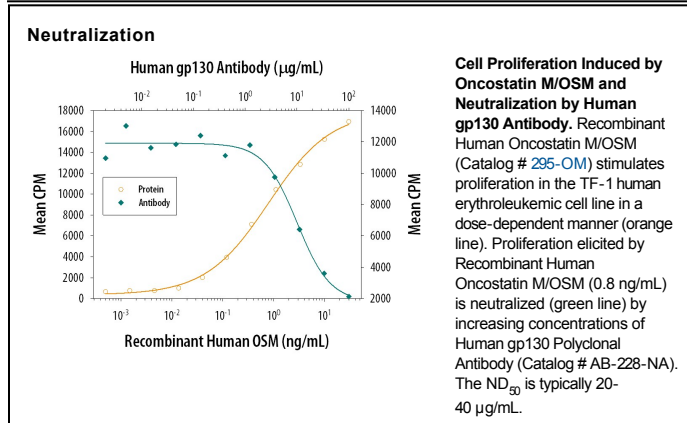 Neutralization
Human gp130 Antibody (μg/mL)
10-2 10-1 100 101 102
18000
16000
14000
12000
10000
8000
6000
4000
2000
0
Mean CPM
14000
12000
10000
8000
6000
4000
2000
Mean CPM
Protein
Antibody
10-3 10-2 10-1 100 101
Recombinant Human OSM (ng/mL)
Cell Proliferation Induced by
Oncostatin M/OSM and
Neutralization by Human
gp130 Antibody. Recombinant
Human Oncostatin M/OSM
(Catalog # 295-OM) stimulates
proliferation in the TF-1 human
erythroleukemic cell line in a
dose-dependent manner (orange
line). Proliferation elicited by
Recombinant Human
Oncostatin M/OSM (0.8 ng/mL)
is neutralized (green line) by
increasing concentrations of
Human gp130 Polyclonal
Antibody (Catalog # AB-228-NA).
The ND50 is typically 20-
40 μg/mL.